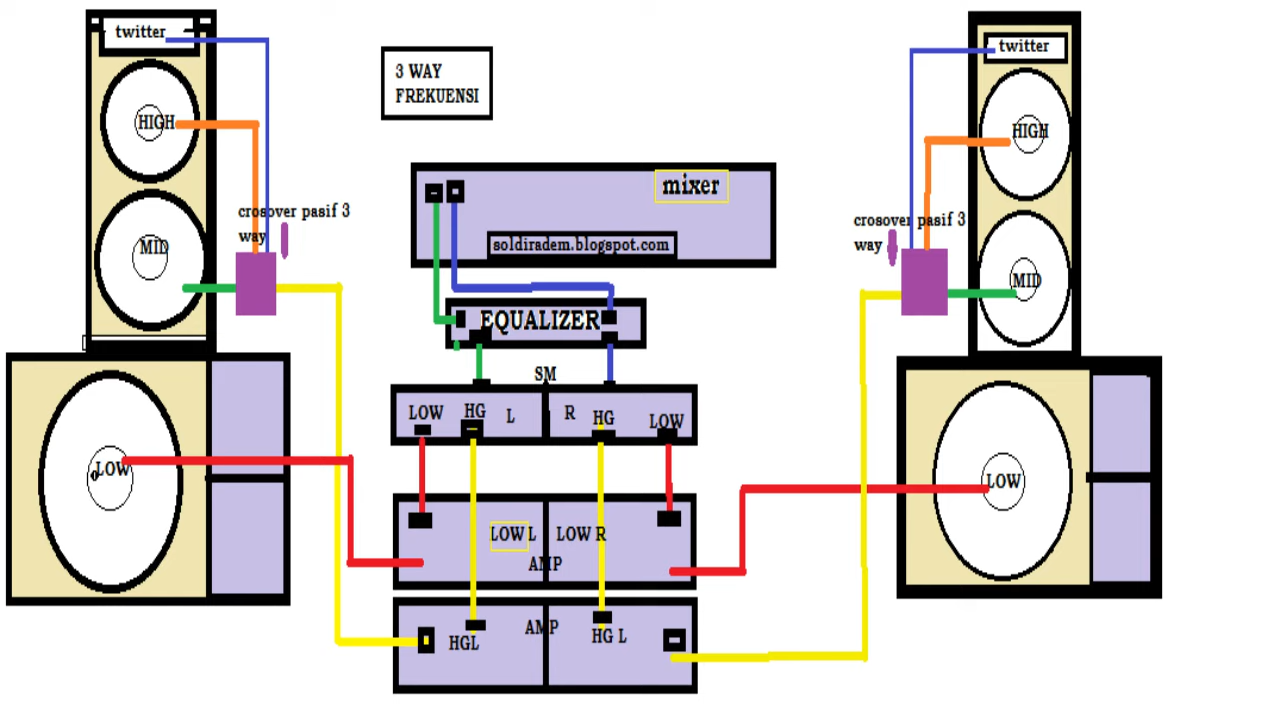 twitter
HIGH
MID
crosover pasif 3
way
LOW
3 WAY
FREKUENSI
mixer
soldiradem.blogspot.com
EQUALIZER
SM
LOW HG L R HG LOW
LOW L LOW R
AMP
AMP
HGL HG L
twitter
HIGH
crosover pasif 3
way
MID
LOW